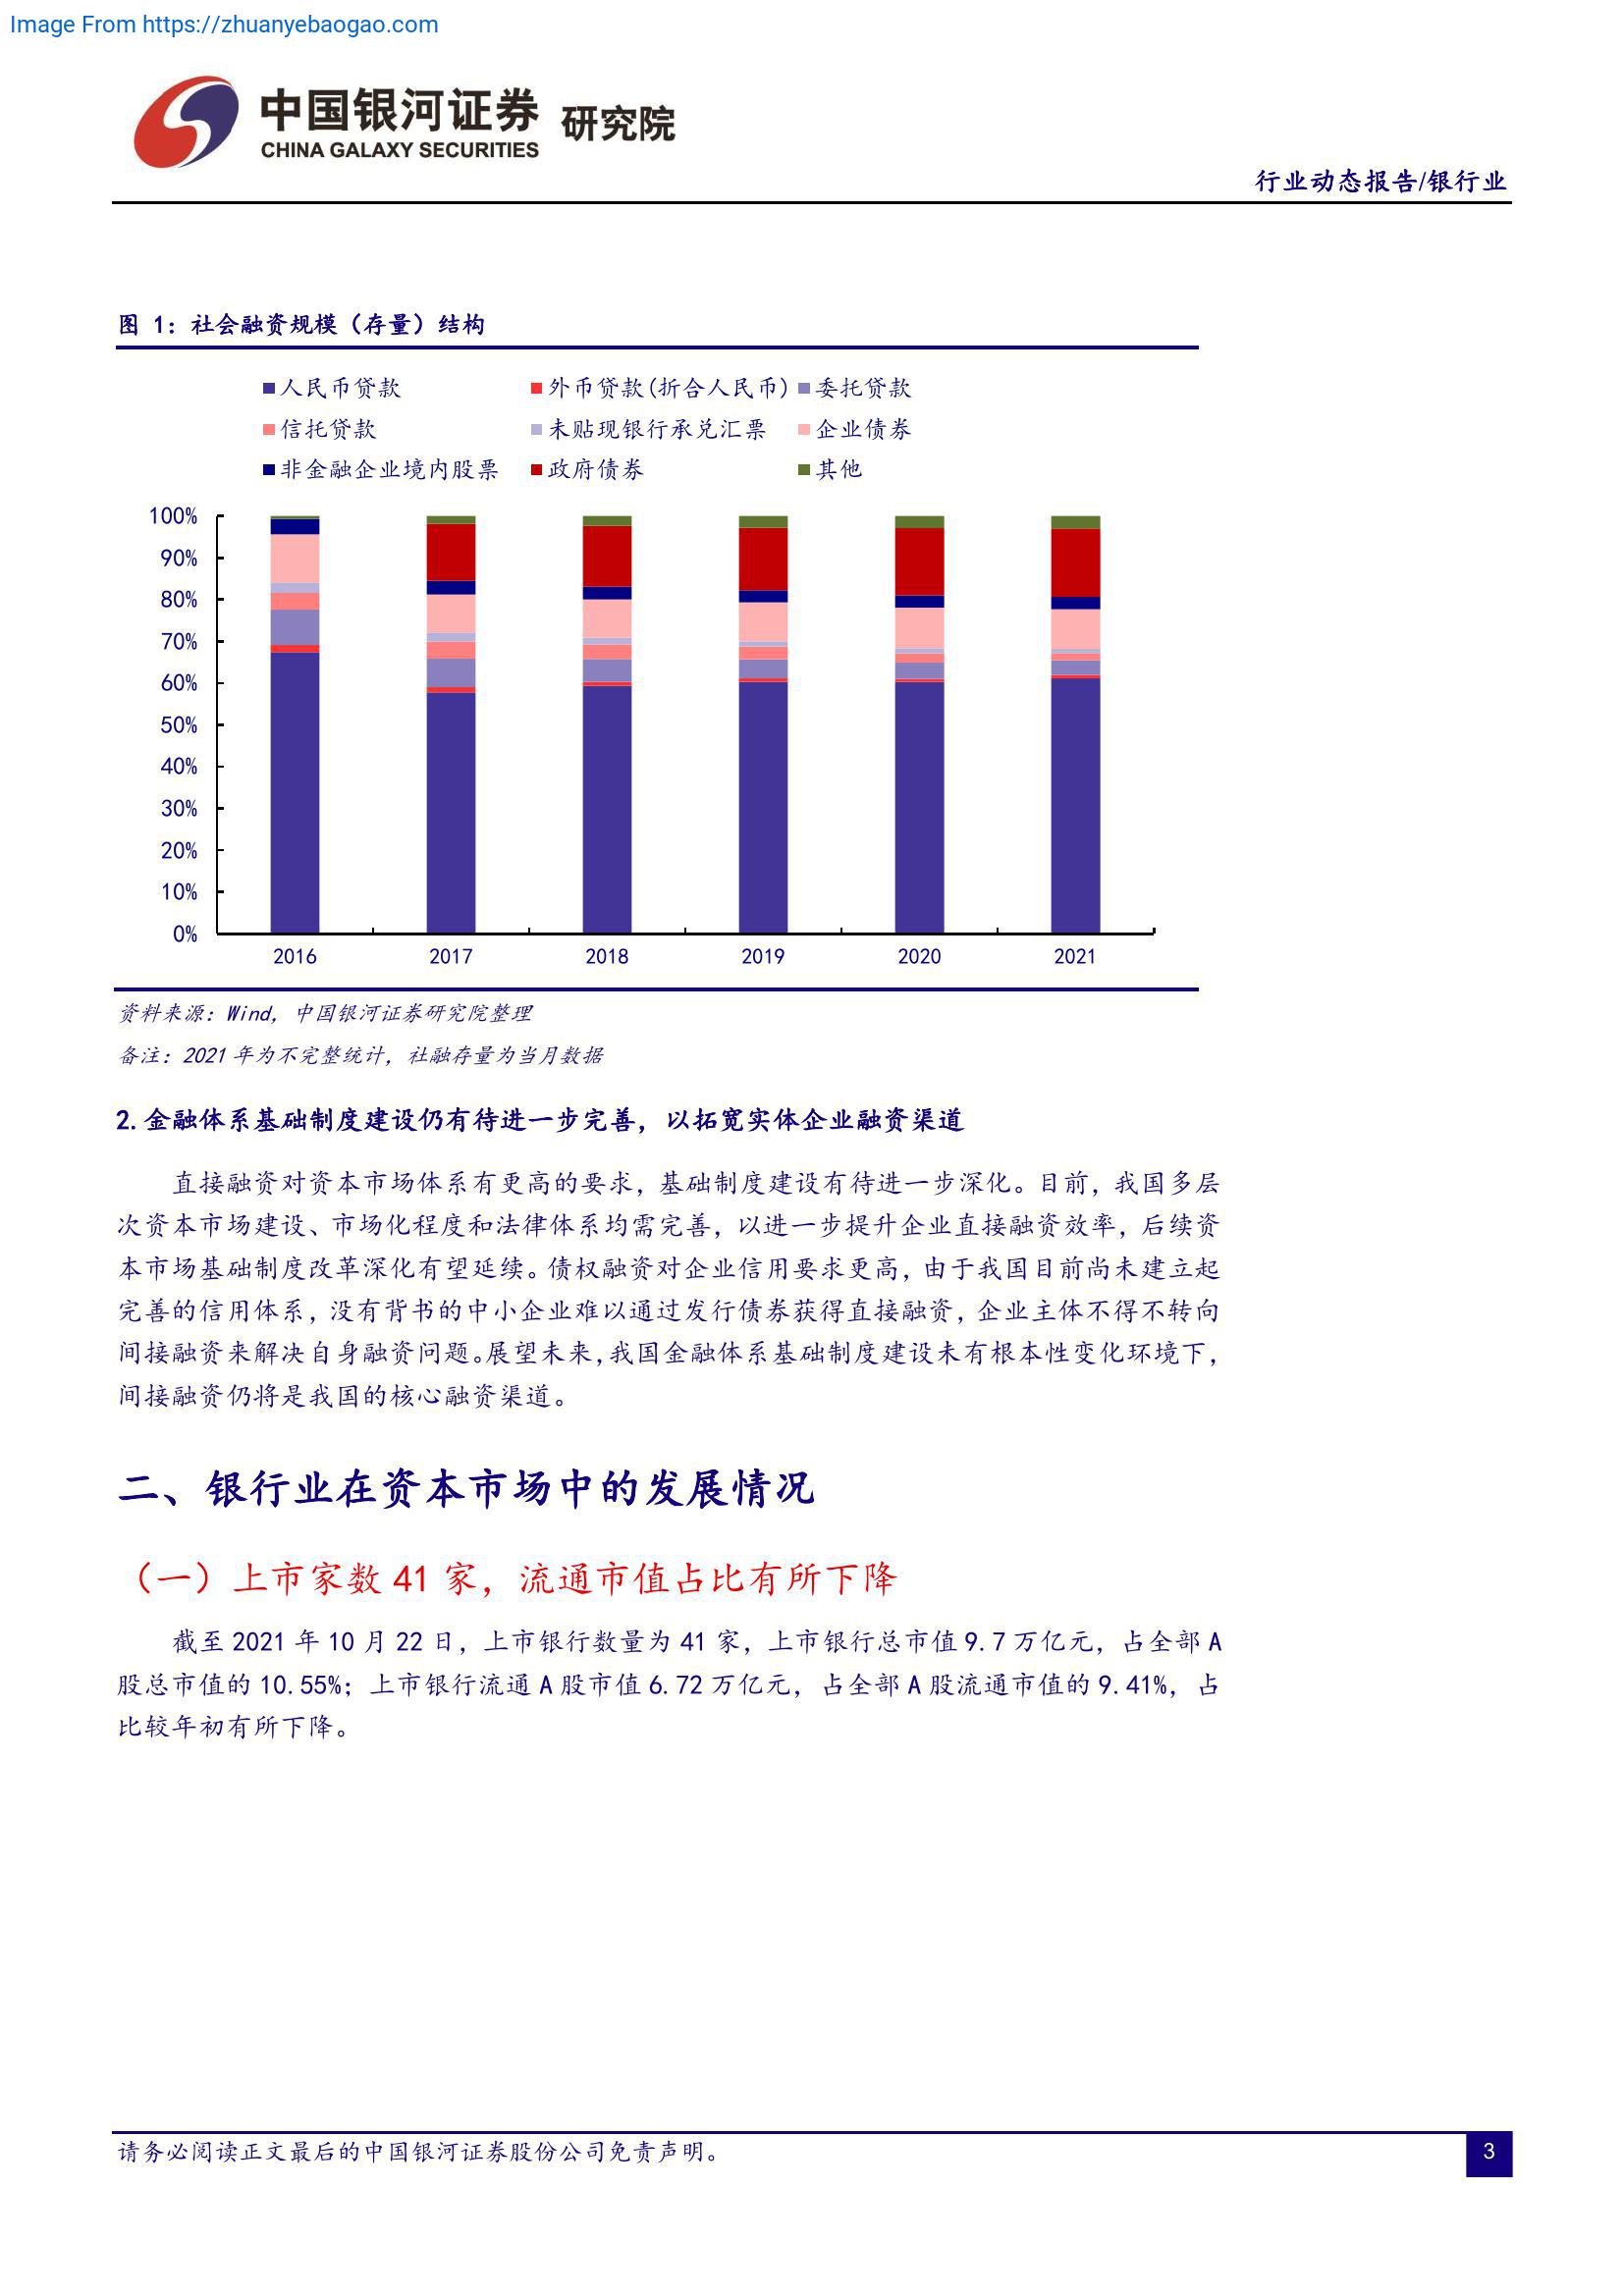 Image From https://zhuanyebaogao.com
中国银河证券 研究院
CHINA GALAXY SECURITIES
行业动态报告/银行业
图 1：社会融资规模（存量）结构
人民币贷款 外币贷款(折合人民币) 委托贷款
信托贷款 未贴现银行承兑汇票 企业债券
非金融企业境内股票 政府债券 其他
100%
90%
80%
70%
60%
50%
40%
30%
20%
10%
0%
2016 2017 2018 2019 2020 2021
资料来源：Wind，中国银河证券研究院整理
备注：2021 年为不完整统计，社融存量为当月数据
2.金融体系基础制度建设仍有待进一步完善，以拓宽实体企业融资渠道
直接融资对资本市场体系有更高的要求，基础制度建设有待进一步深化。目前，我国多层
次资本市场建设、市场化程度和法律体系均需完善，以进一步提升企业直接融资效率，后续资
本市场基础制度改革深化有望延续。债权融资对企业信用要求更高，由于我国目前尚未建立起
完善的信用体系，没有背书的中小企业难以通过发行债券获得直接融资，企业主体不得不转向
间接融资来解决自身融资问题。展望未来，我国金融体系基础制度建设未有根本性变化环境下，
间接融资仍将是我国的核心融资渠道。
二、银行业在资本市场中的发展情况
（一）上市家数 41 家，流通市值占比有所下降
截至 2021 年 10 月 22 日，上市银行数量为 41 家，上市银行总市值 9.7 万亿元，占全部 A
股总市值的 10.55%；上市银行流通 A 股市值 6.72 万亿元，占全部 A 股流通市值的 9.41%，占
比较年初有所下降。
请务必阅读正文最后的中国银河证券股份公司免责声明。
3